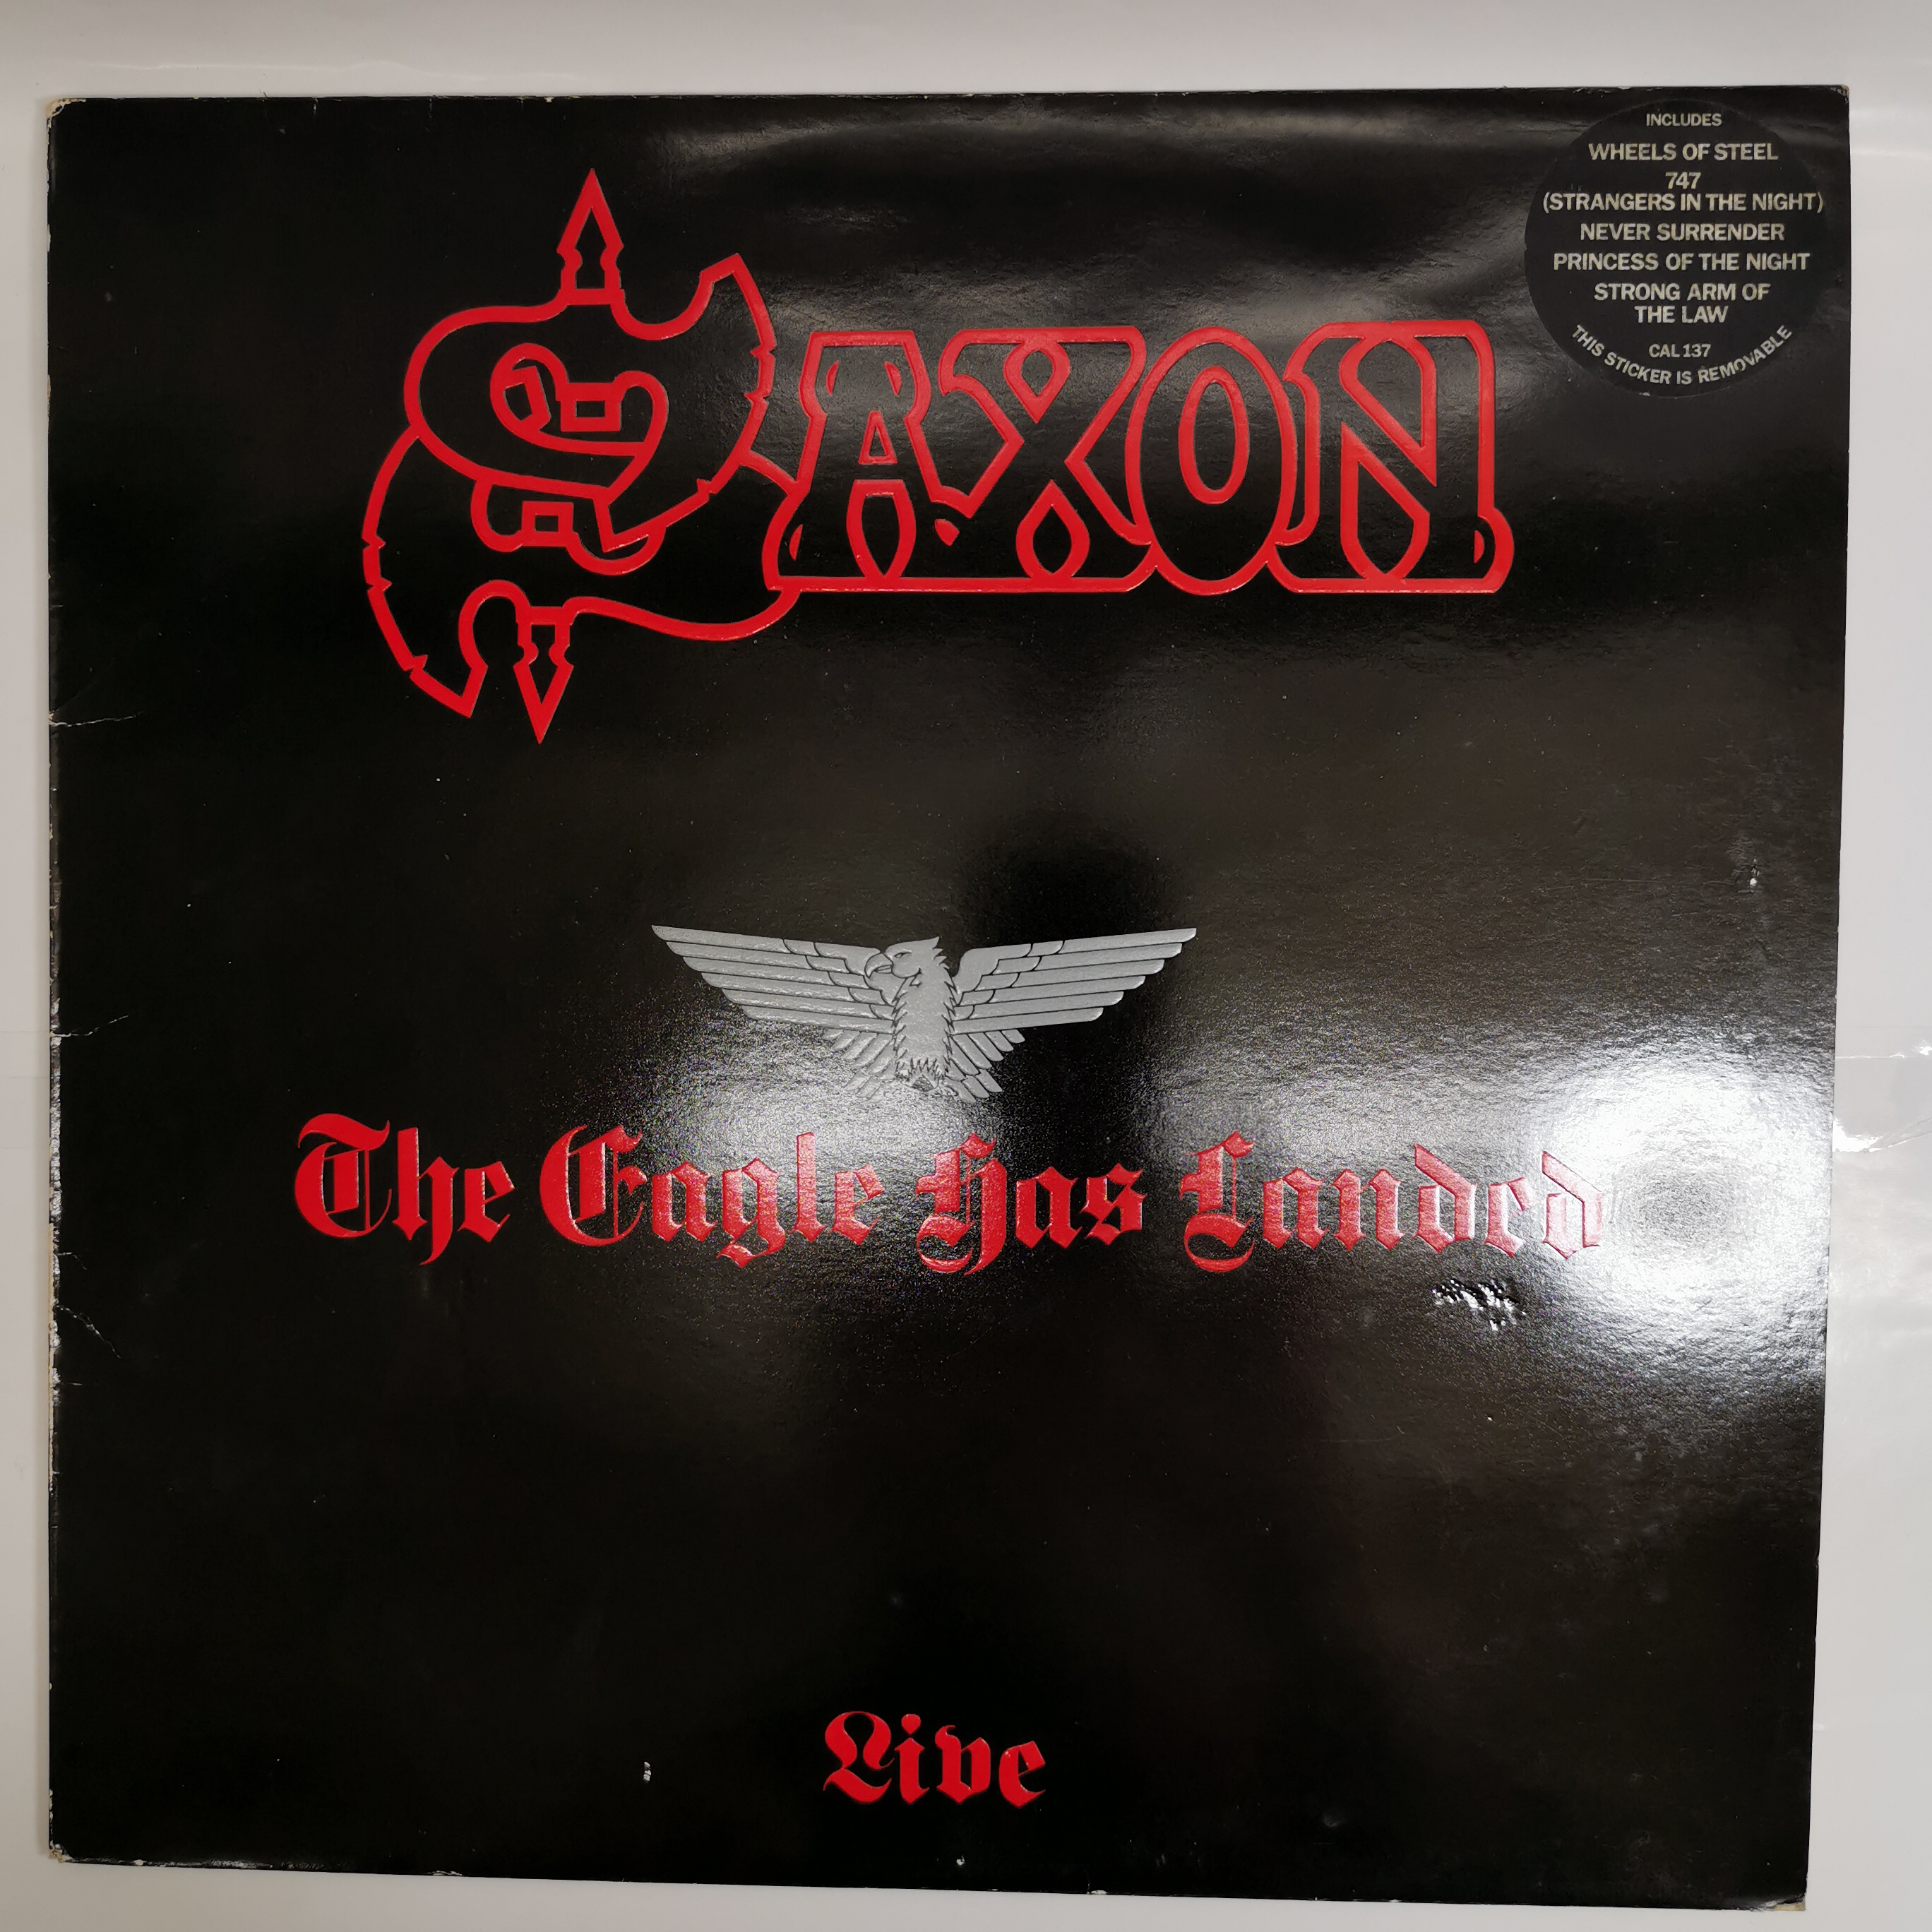 SAXON
INCLUDES
WHEELS OF STEEL
747
(STRANGERS IN THE NIGHT)
NEVER SURRENDER
PRINCESS OF THE NIGHT
STRONG ARM OF
THE LAW
CAL 137
THIS STICKER IS REMOVABLE
The Eagle Has Landed
Live